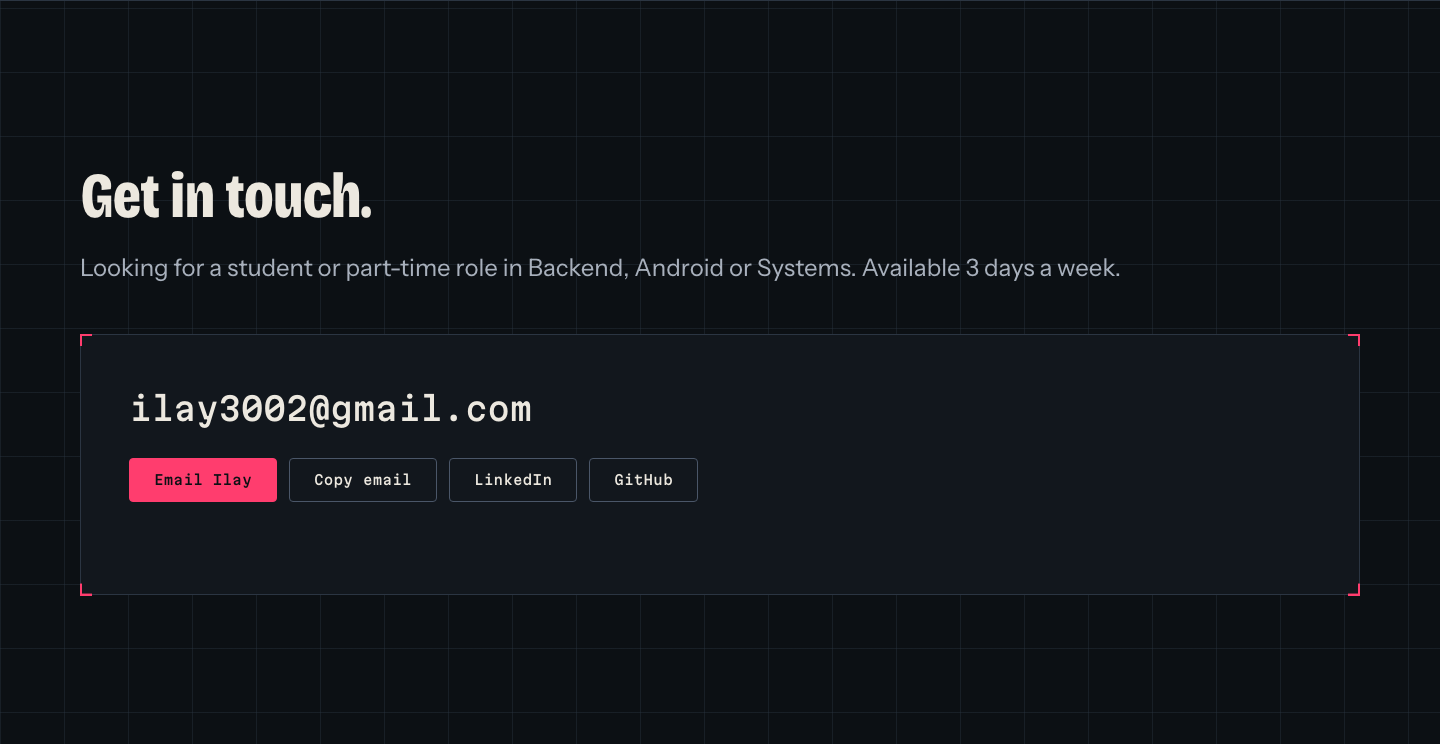 Get in touch.
Looking for a student or part-time role in Backend, Android or Systems. Available 3 days a week.
ilay3002@gmail.com
Email Ilay
Copy email
LinkedIn
GitHub